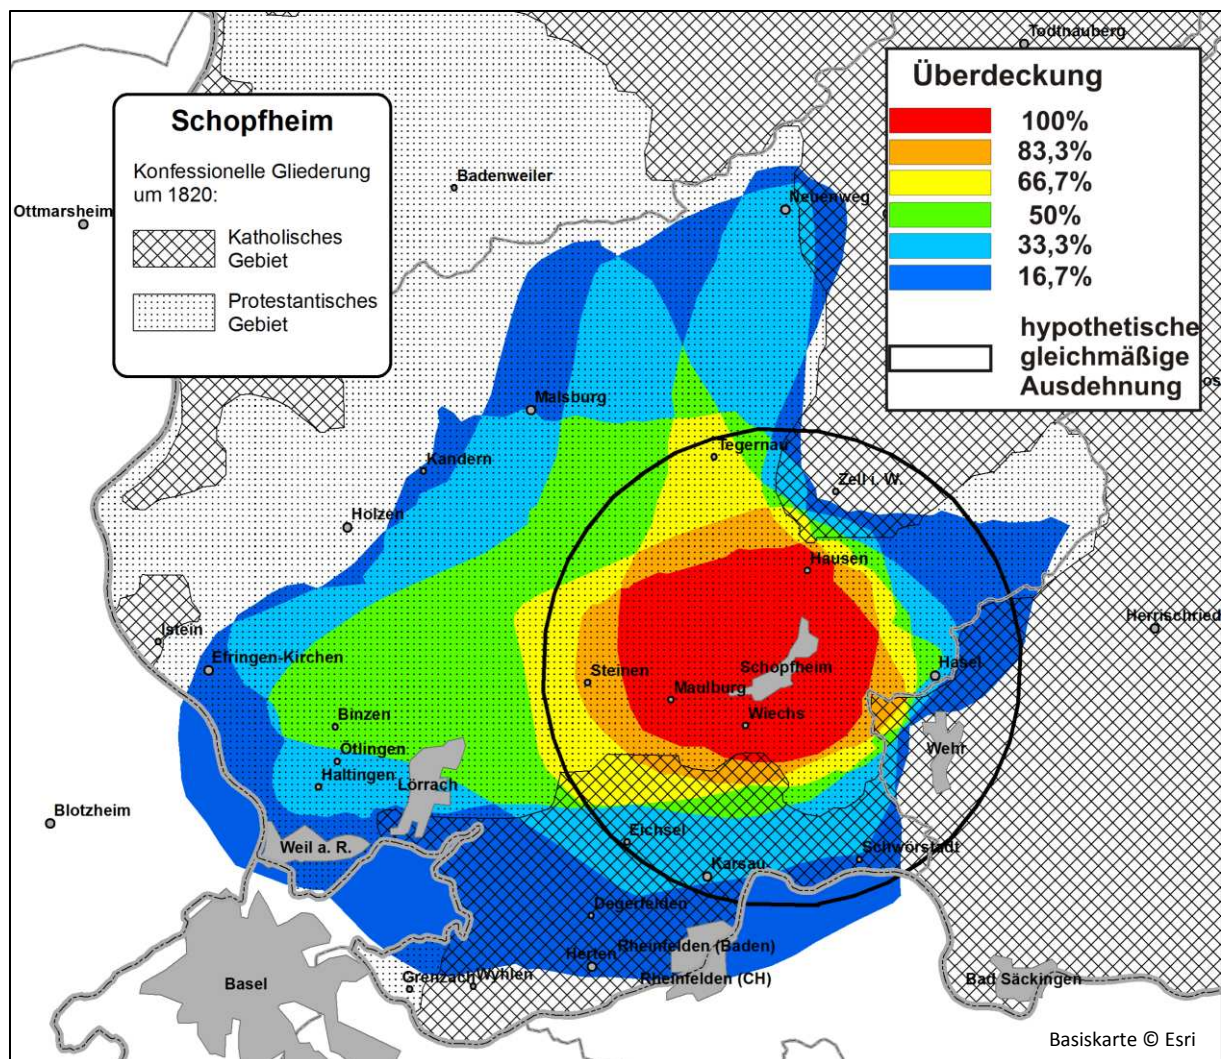 Todtnauberg
Schopfheim
Konfessionelle Gliederung
um 1820:
Katholisches
Gebiet
Protestantisches
Gebiet
Überdeckung
100%
83,3%
66,7%
50%
33,3%
16,7%
hypothetische
gleichmäßige
Ausdehnung
Badenweiler
Neuenweg
Ottmarsheim
Malsburg
Kandern
Tegernau
Zell i. W.
Holzen
Hausen
Herrischried
Istein
Efringen-Kirchen
Steinen
Schopfheim
Hasel
Maulburg
Wiechs
Binzen
Wehr
Ötlingen
Haltingen
Lörrach
Blotzheim
Weil a. R.
Eichsel
Karsau
Schwörstadt
Degerfelden
Rheinfelden (Baden)
Herten
Grenzach
Wyhlen
Rheinfelden (CH)
Bad Säckingen
Basel
Basiskarte © Esri